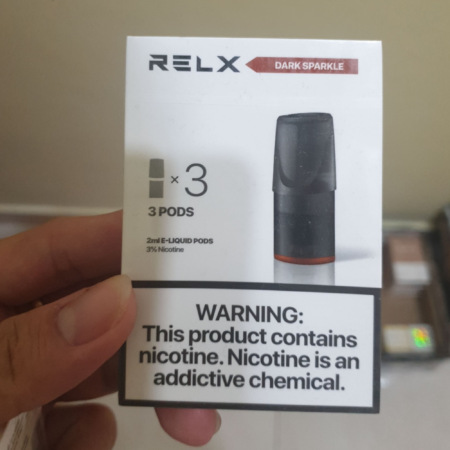 RELX DARK SPARKLE
× 3
3 PODS
2ml E-LIQUID PODS
3% Nicotine
WARNING:
This product contains
nicotine. Nicotine is an
addictive chemical.